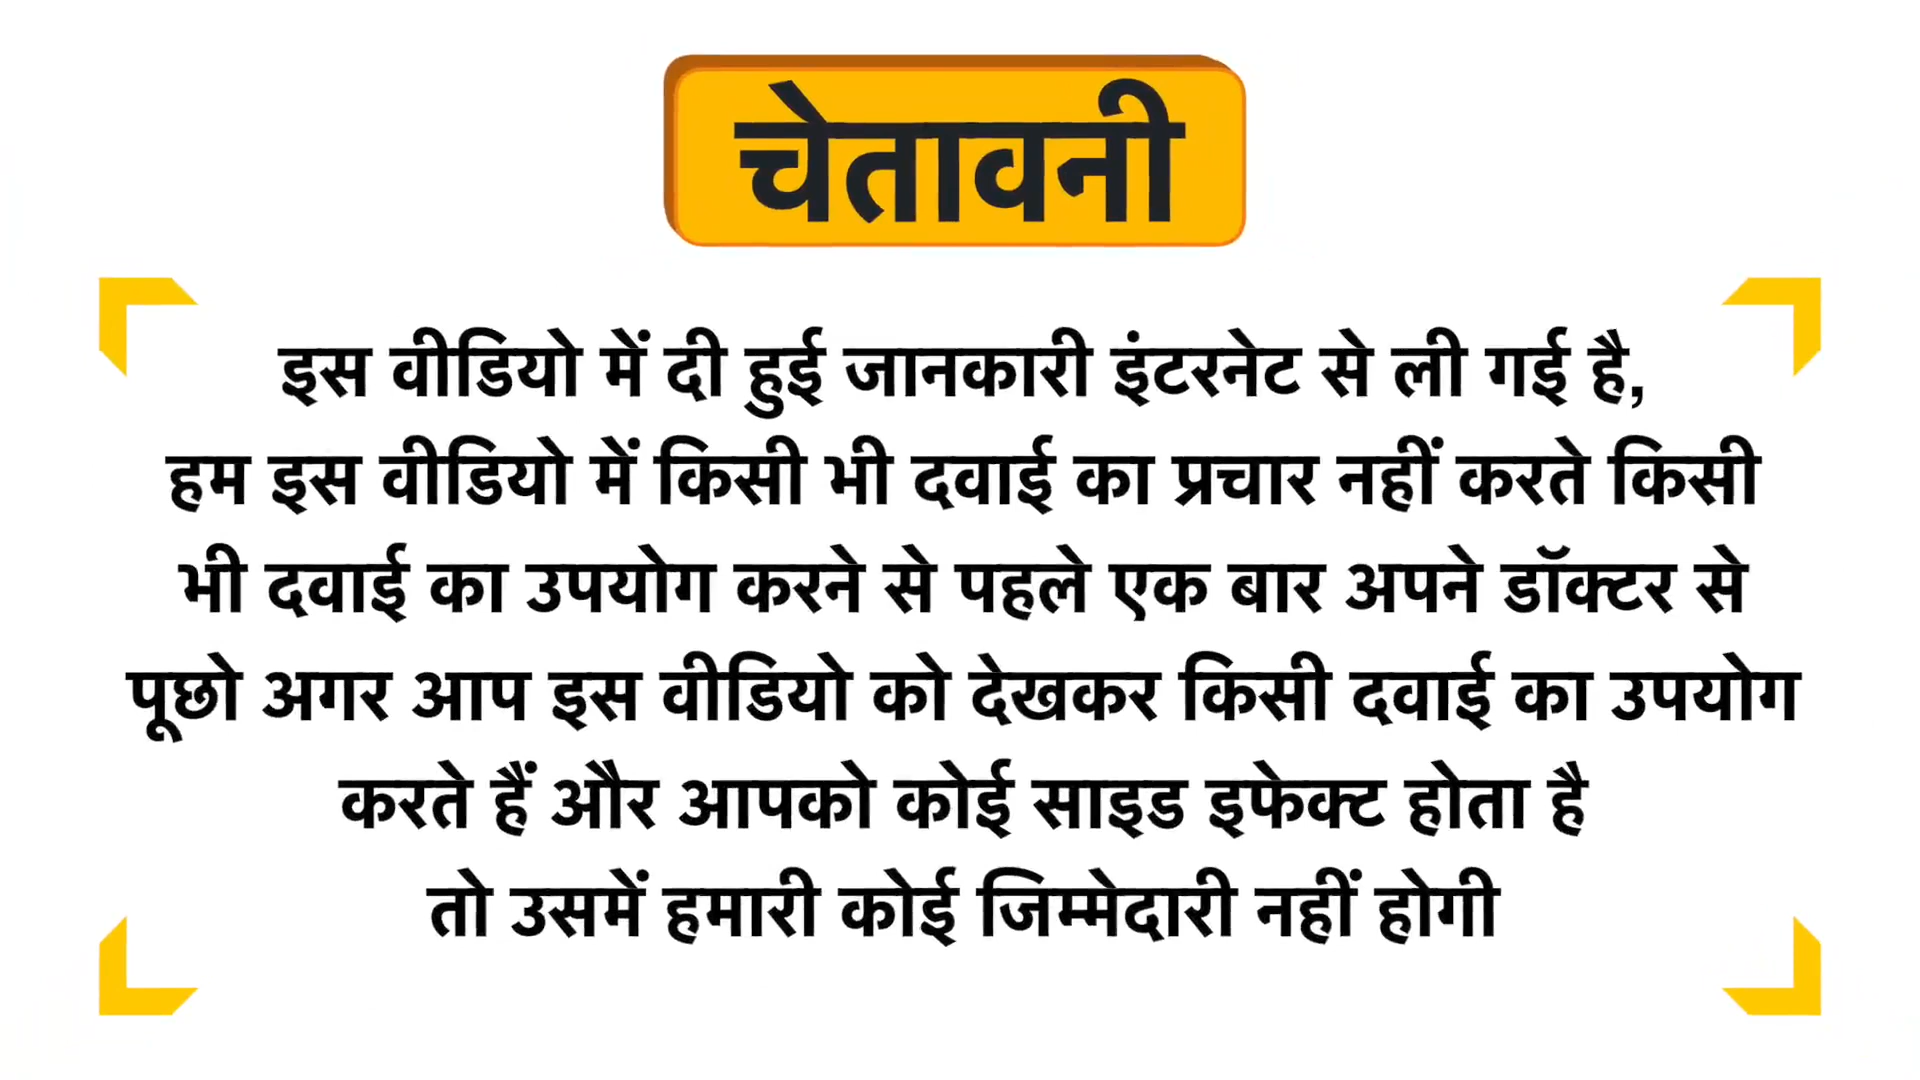 चेतावनी
इस वीडियो में दी हुई जानकारी इंटरनेट से ली गई है,
हम इस वीडियो में किसी भी दवाई का प्रचार नहीं करते किसी
भी दवाई का उपयोग करने से पहले एक बार अपने डॉक्टर से
पूछो अगर आप इस वीडियो को देखकर किसी दवाई का उपयोग
करते हैं और आपको कोई साइड इफेक्ट होता है
तो उसमें हमारी कोई जिम्मेदारी नहीं होगी